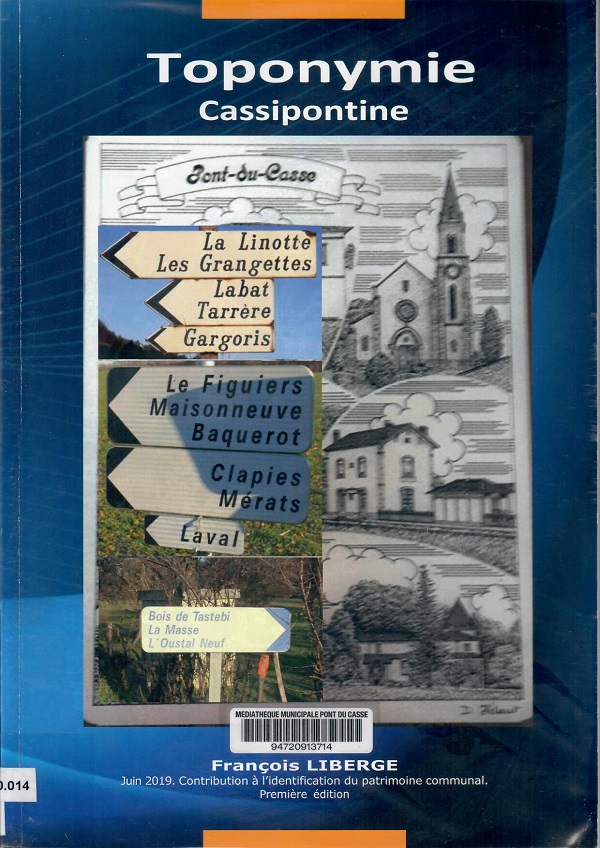 Toponymie
Cassipontine
Pont-du-Casse
La Linotte
Les Grangettes
Labat
Tarrère
Gargoris
Le Figuiers
Maisonneuve
Baquerot
Clapies
Mérats
Laval
Bois de Tastebi
La Masse
L'Oustal Neuf
MEDIATHEQUE MUNICIPALE PONT DU CASSE
94720913714
François LIBERGE
Juin 2019. Contribution à l'identification du patrimoine communal.
Première édition
0.014